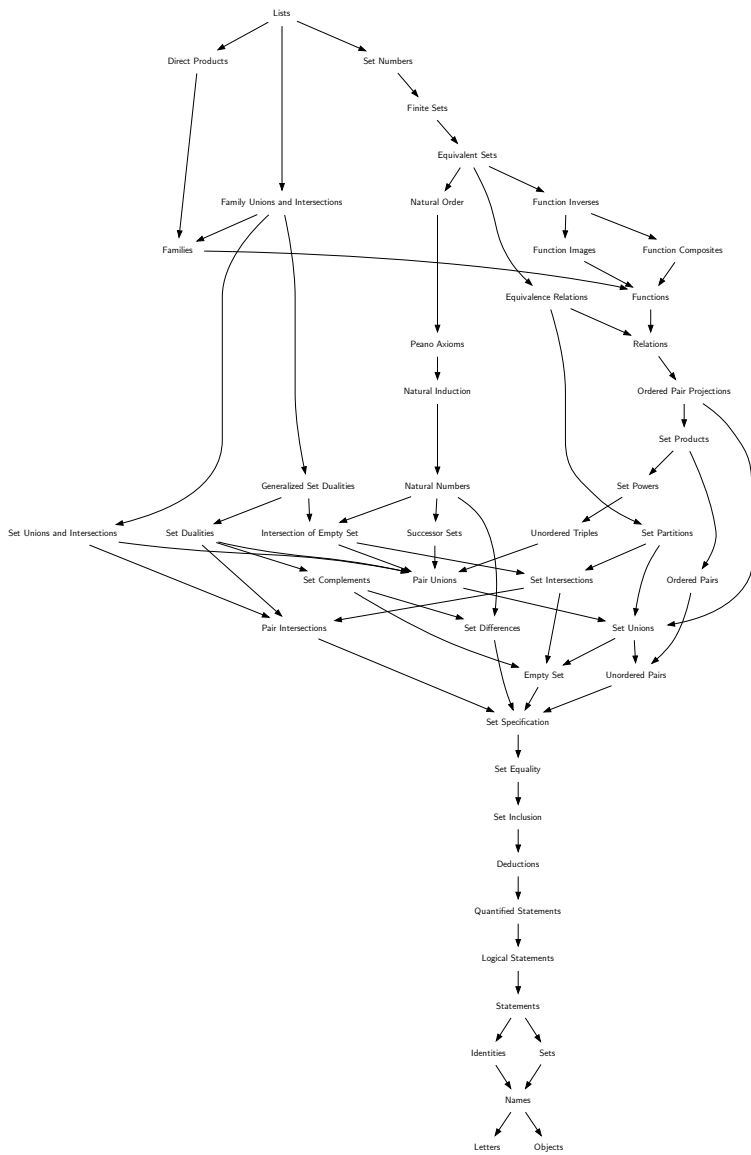 Lists
Direct Products
Set Numbers
Finite Sets
Equivalent Sets
Family Unions and Intersections
Natural Order
Function Inverses
Families
Function Images
Function Composites
Equivalence Relations
Functions
Peano Axioms
Relations
Natural Induction
Ordered Pair Projections
Set Products
Generalized Set Dualities
Natural Numbers
Set Powers
Set Unions and Intersections
Set Dualities
Intersection of Empty Set
Successor Sets
Unordered Triples
Set Partitions
Set Complements
Pair Unions
Set Intersections
Ordered Pairs
Pair Intersections
Set Differences
Set Unions
Empty Set
Unordered Pairs
Set Specification
Set Equality
Set Inclusion
Deductions
Quantified Statements
Logical Statements
Statements
Identities
Sets
Names
Letters
Objects